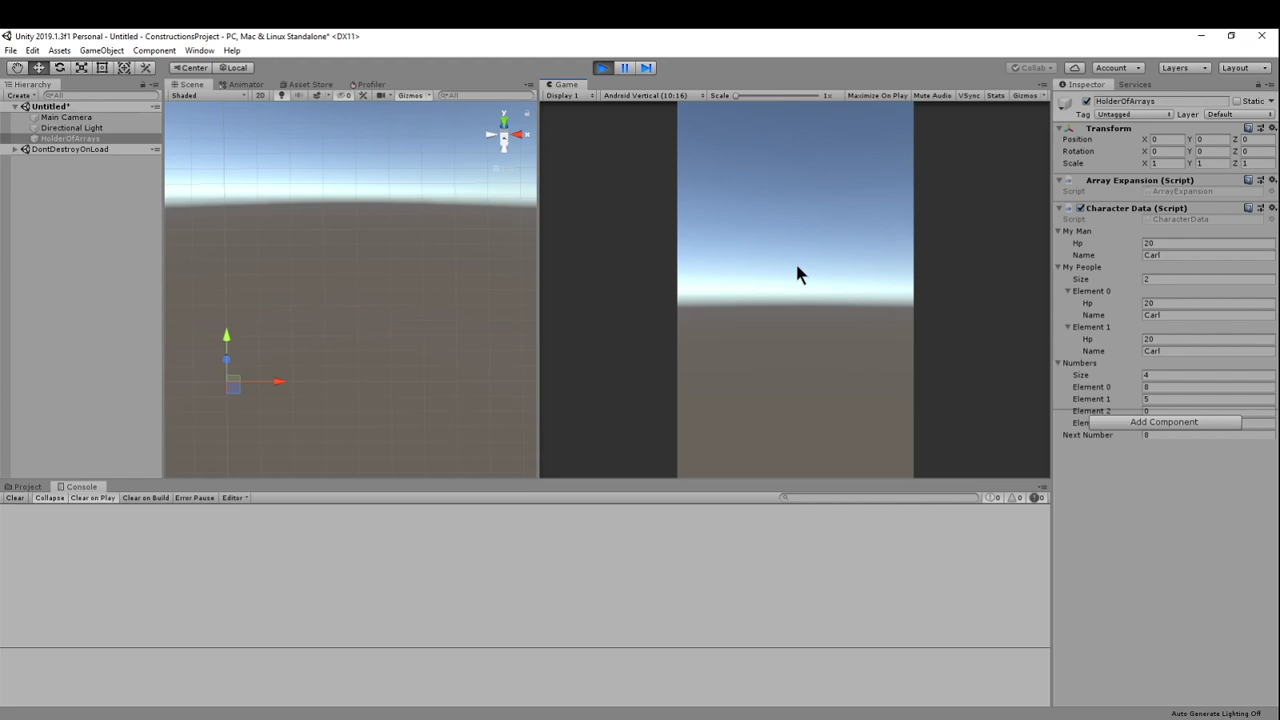 Unity 2019.1.3f1 Personal - Untitled - ConstructionsProject - PC, Mac & Linux Standalone* <DX11>
File Edit Assets GameObject Component Window Help
Center Local Collab Account Layers Layout
Hierarchy Scene Animator Asset Store Profiler Game Inspector Services
Create All Shaded 2D 0 Gizmos All Display 1 Android Vertical (10:16) Scale 1x Maximize On Play Mute Audio VSync Stats Gizmos HolderOfArrays Static
Untitled*
Tag Untagged Layer Default
Main Camera
Directional Light
Transform
HolderOfArrays
Position X 0 Y 0 Z 0
DontDestroyOnLoad
Rotation X 0 Y 0 Z 0
Scale X 1 Y 1 Z 1
Array Expansion (Script)
Script ArrayExpansion
Character Data (Script)
Script CharacterData
My Man
Hp 20
Name Carl
My People
Size 2
Element 0
Hp 20
Name Carl
Element 1
Hp 20
Name Carl
Numbers
Size 4
Element 0 8
Element 1 5
Element 2 0
Elem
Add Component
Next Number 8
Project Console
Clear Collapse Clear on Play Clear on Build Error Pause Editor 0 0 0
Auto Generate Lighting Off